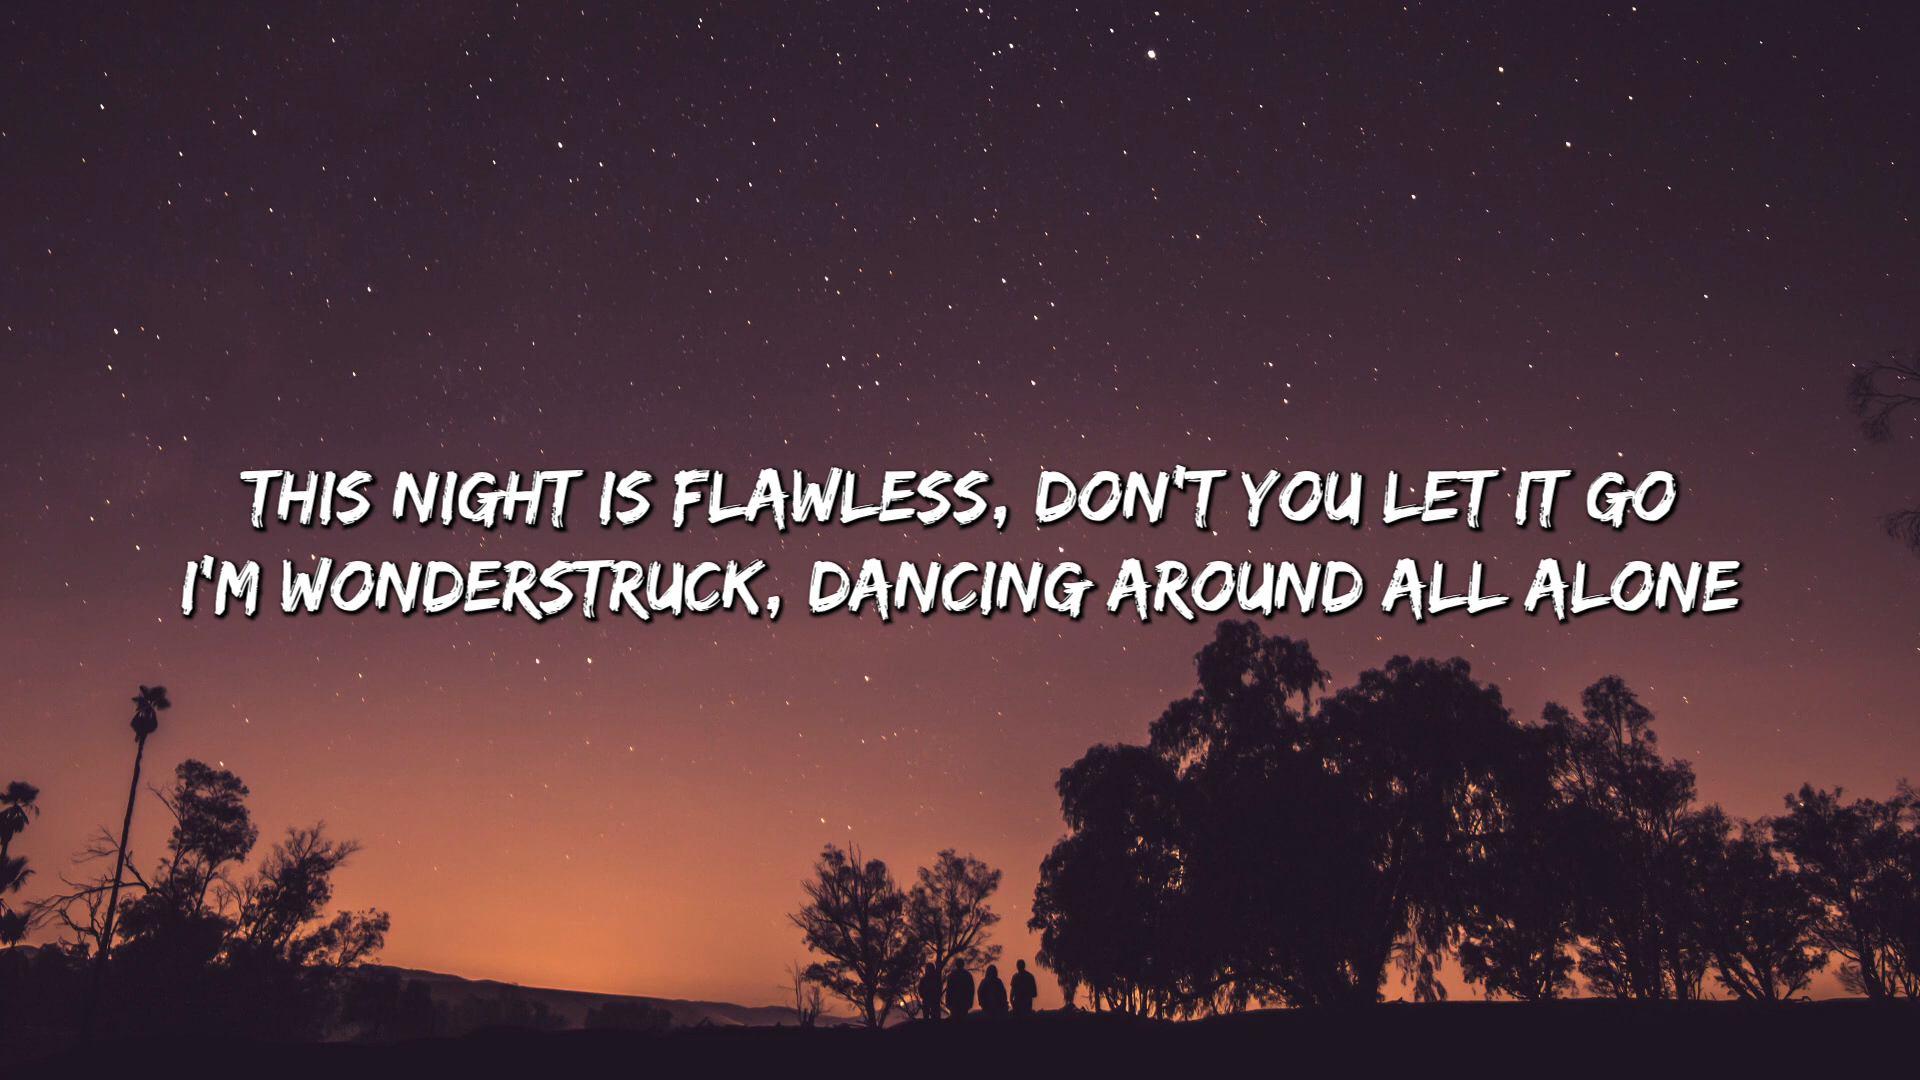 THIS NIGHT IS FLAWLESS, DON'T YOU LET IT GO
I'M WONDERSTRUCK, DANCING AROUND ALL ALONE